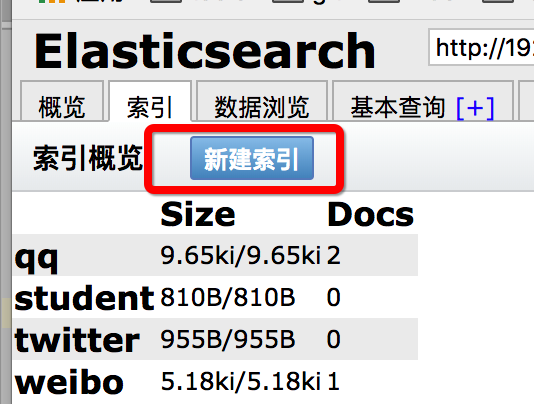 Elasticsearch
http://19
概览 索引 数据浏览 基本查询 [+]
索引概览 新建索引
Size Docs
qq 9.65ki/9.65ki 2
student 810B/810B 0
twitter 955B/955B 0
weibo 5.18ki/5.18ki 1